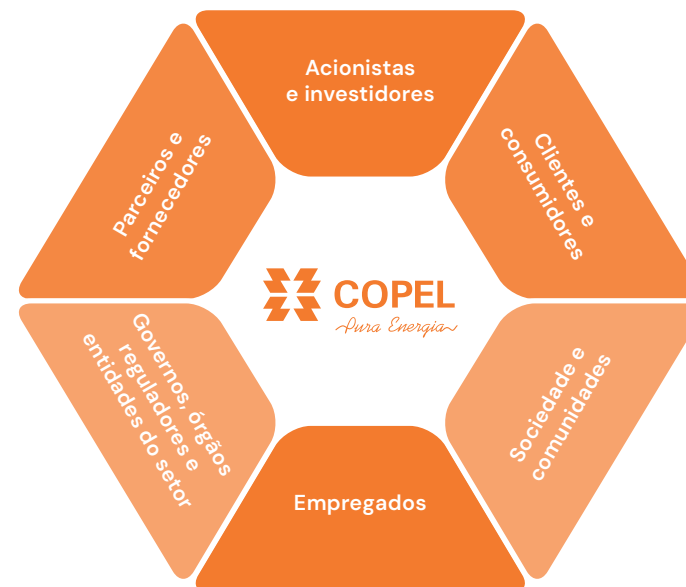 Acionistas
e investidores
Clientes e
consumidores
Sociedade e
comunidades
Empregados
Governos, órgãos
reguladores e
entidades do setor
Parceiros e
fornecedores
COPEL
Pura Energia